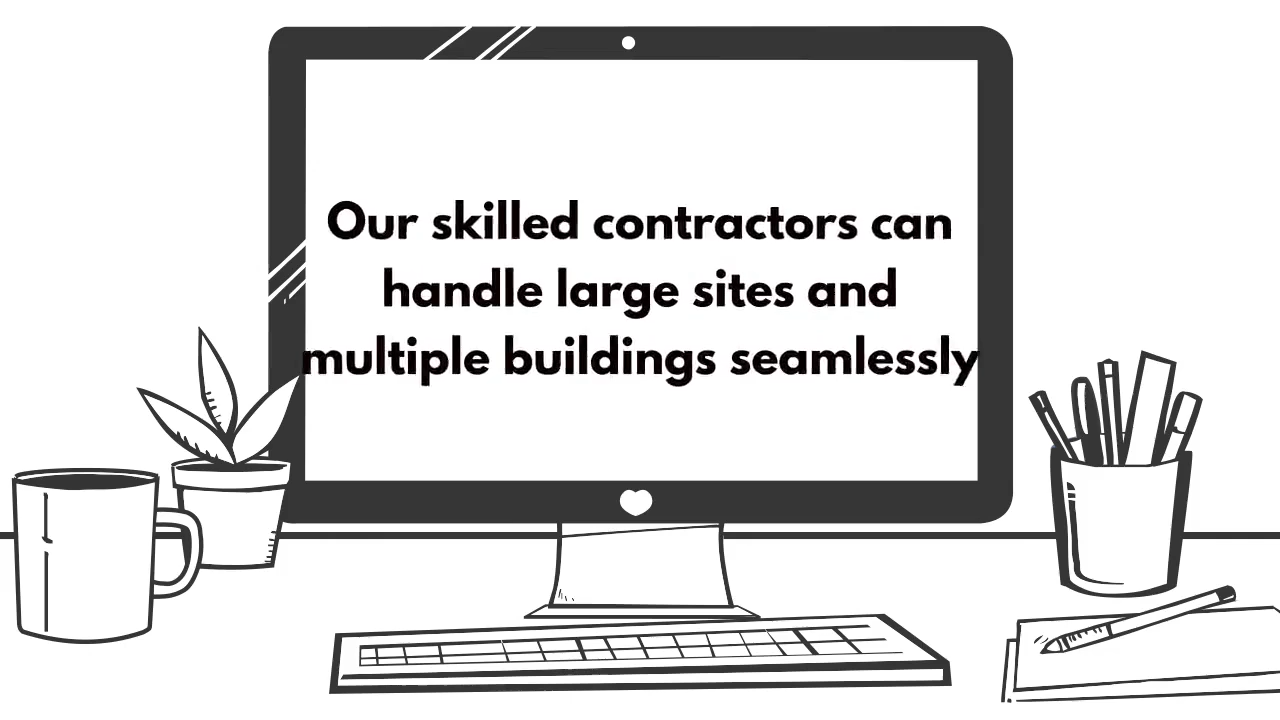 Our skilled contractors can
handle large sites and
multiple buildings seamlessly